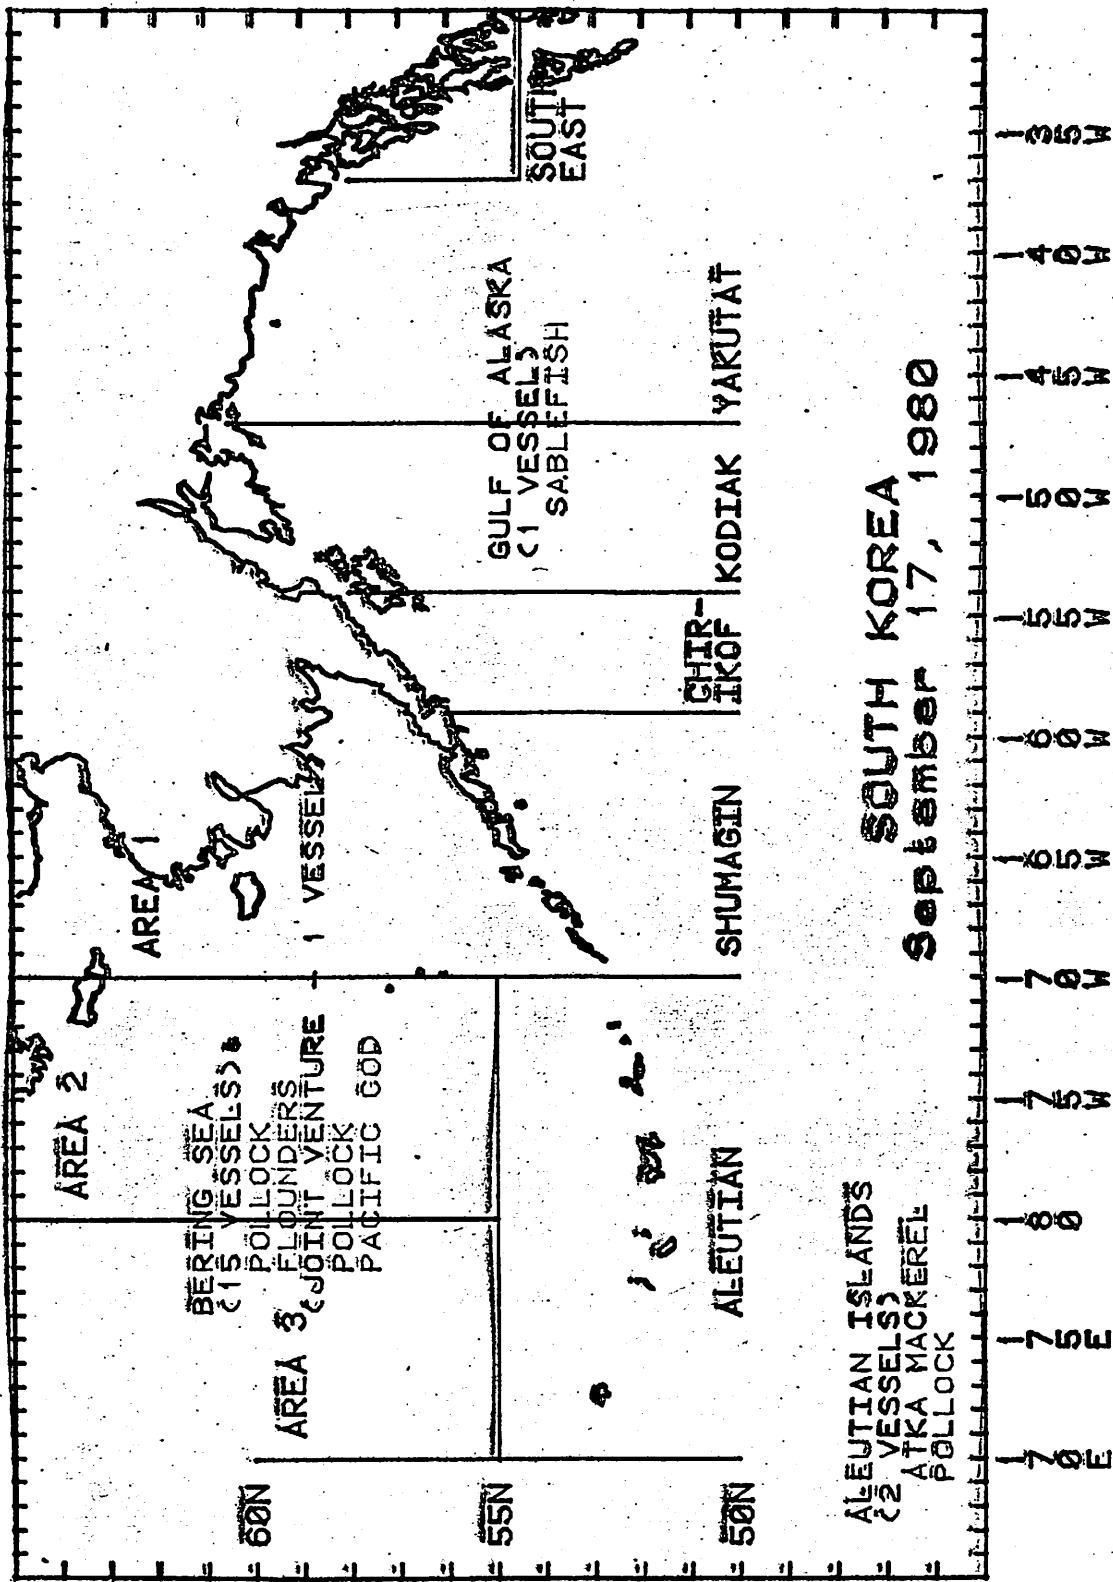 AREA 2
AREA 1
BERING SEA
(15 VESSELS)
POLLOCK
FLOUNDERS
(JOINT VENTURE - 1 VESSEL)
POLLOCK
PACIFIC COD
AREA 3
60N
55N
50N
GULF OF ALASKA
(1 VESSEL)
SABLEFISH
SOUTH
EAST
ALEUTIAN
SHUMAGIN
CHIR-
IKOF
KODIAK
YAKUTAT
ALEUTIAN ISLANDS
(2 VESSELS)
ATKA MACKEREL
POLLOCK
SOUTH KOREA
September 17, 1980
170E
175E
180
175W
170W
165W
160W
155W
150W
145W
140W
135W